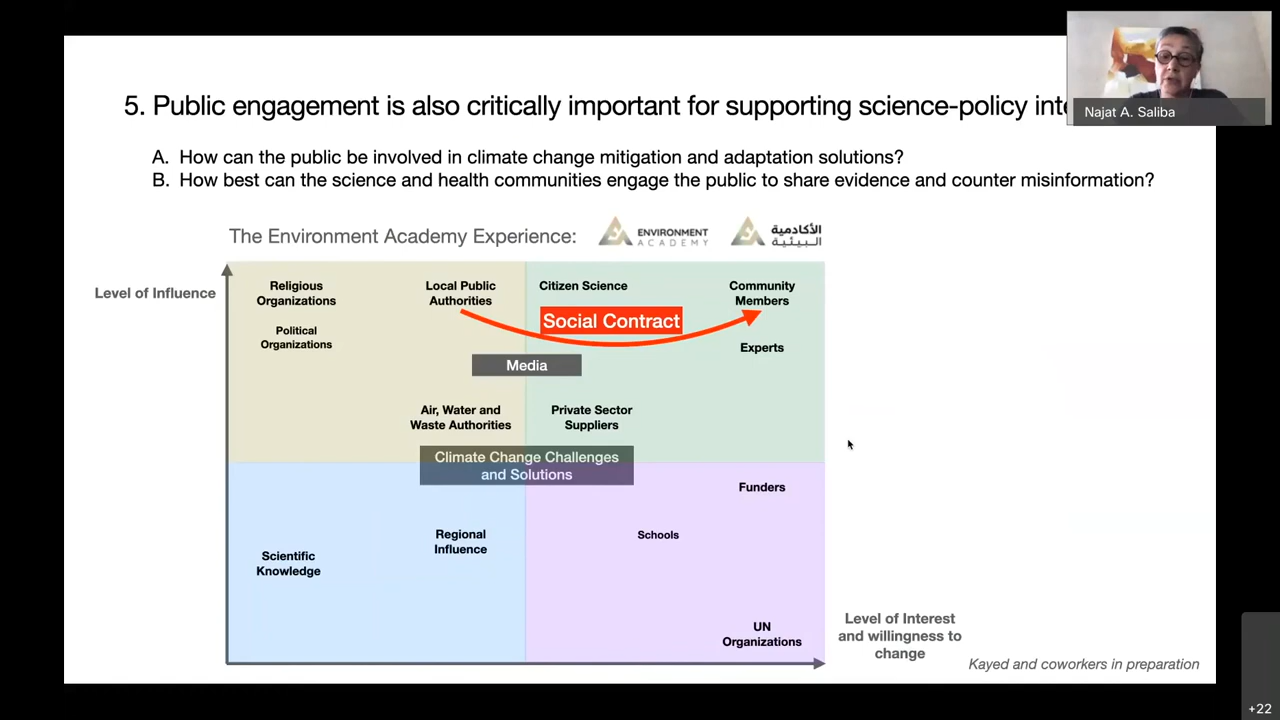 5. Public engagement is also critically important for supporting science-policy
Najat A. Saliba
A. How can the public be involved in climate change mitigation and adaptation solutions?
B. How best can the science and health communities engage the public to share evidence and counter misinformation?
The Environment Academy Experience:
ENVIRONMENT
ACADEMY
الأكاديمية
البيئية
Level of Influence
Religious
Organizations
Local Public
Authorities
Citizen Science
Community
Members
Political
Organizations
Social Contract
Experts
Media
Air, Water and
Waste Authorities
Private Sector
Suppliers
Climate Change Challenges
and Solutions
Funders
Scientific
Knowledge
Regional
Influence
Schools
UN
Organizations
Level of Interest
and willingness to
change
Kayed and coworkers in preparation
+22